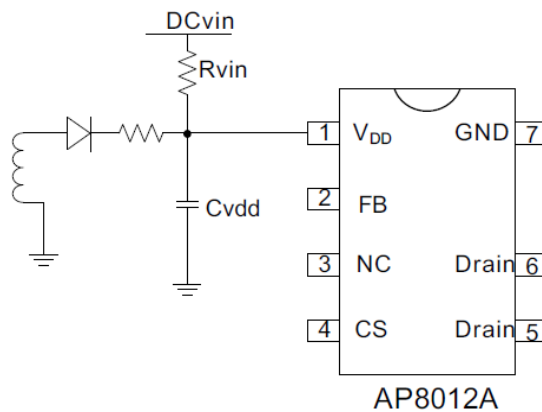 DCvin
Rvin
Cvdd
1 VDD GND 7
2 FB
3 NC Drain 6
4 CS Drain 5
AP8012A